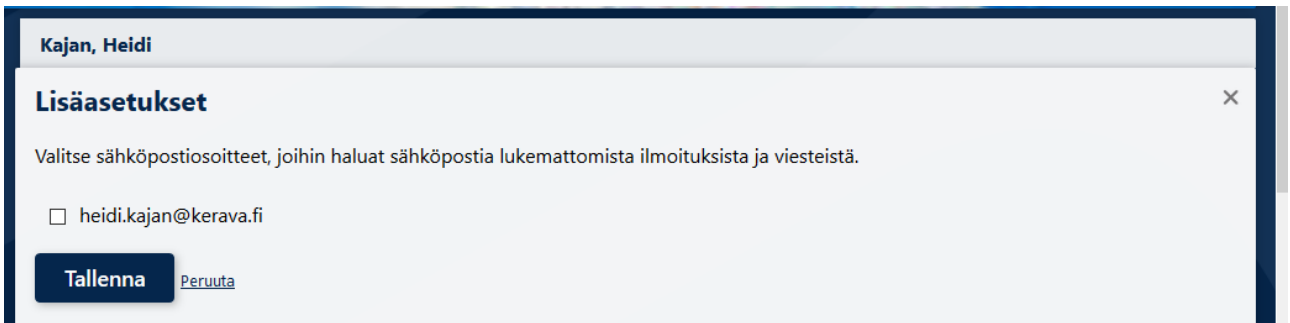 Kajan, Heidi
Lisäasetukset
Valitse sähköpostiosoitteet, joihin haluat sähköpostia lukemattomista ilmoituksista ja viesteistä.
heidi.kajan@kerava.fi
Tallenna Peruuta